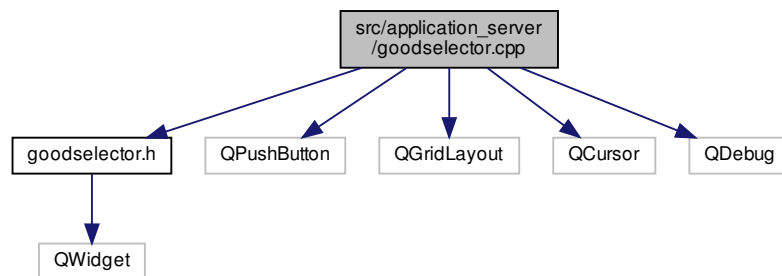 src/application_server
/goodselector.cpp
goodselector.h
QPushButton
QGridLayout
QCursor
QDebug
QWidget